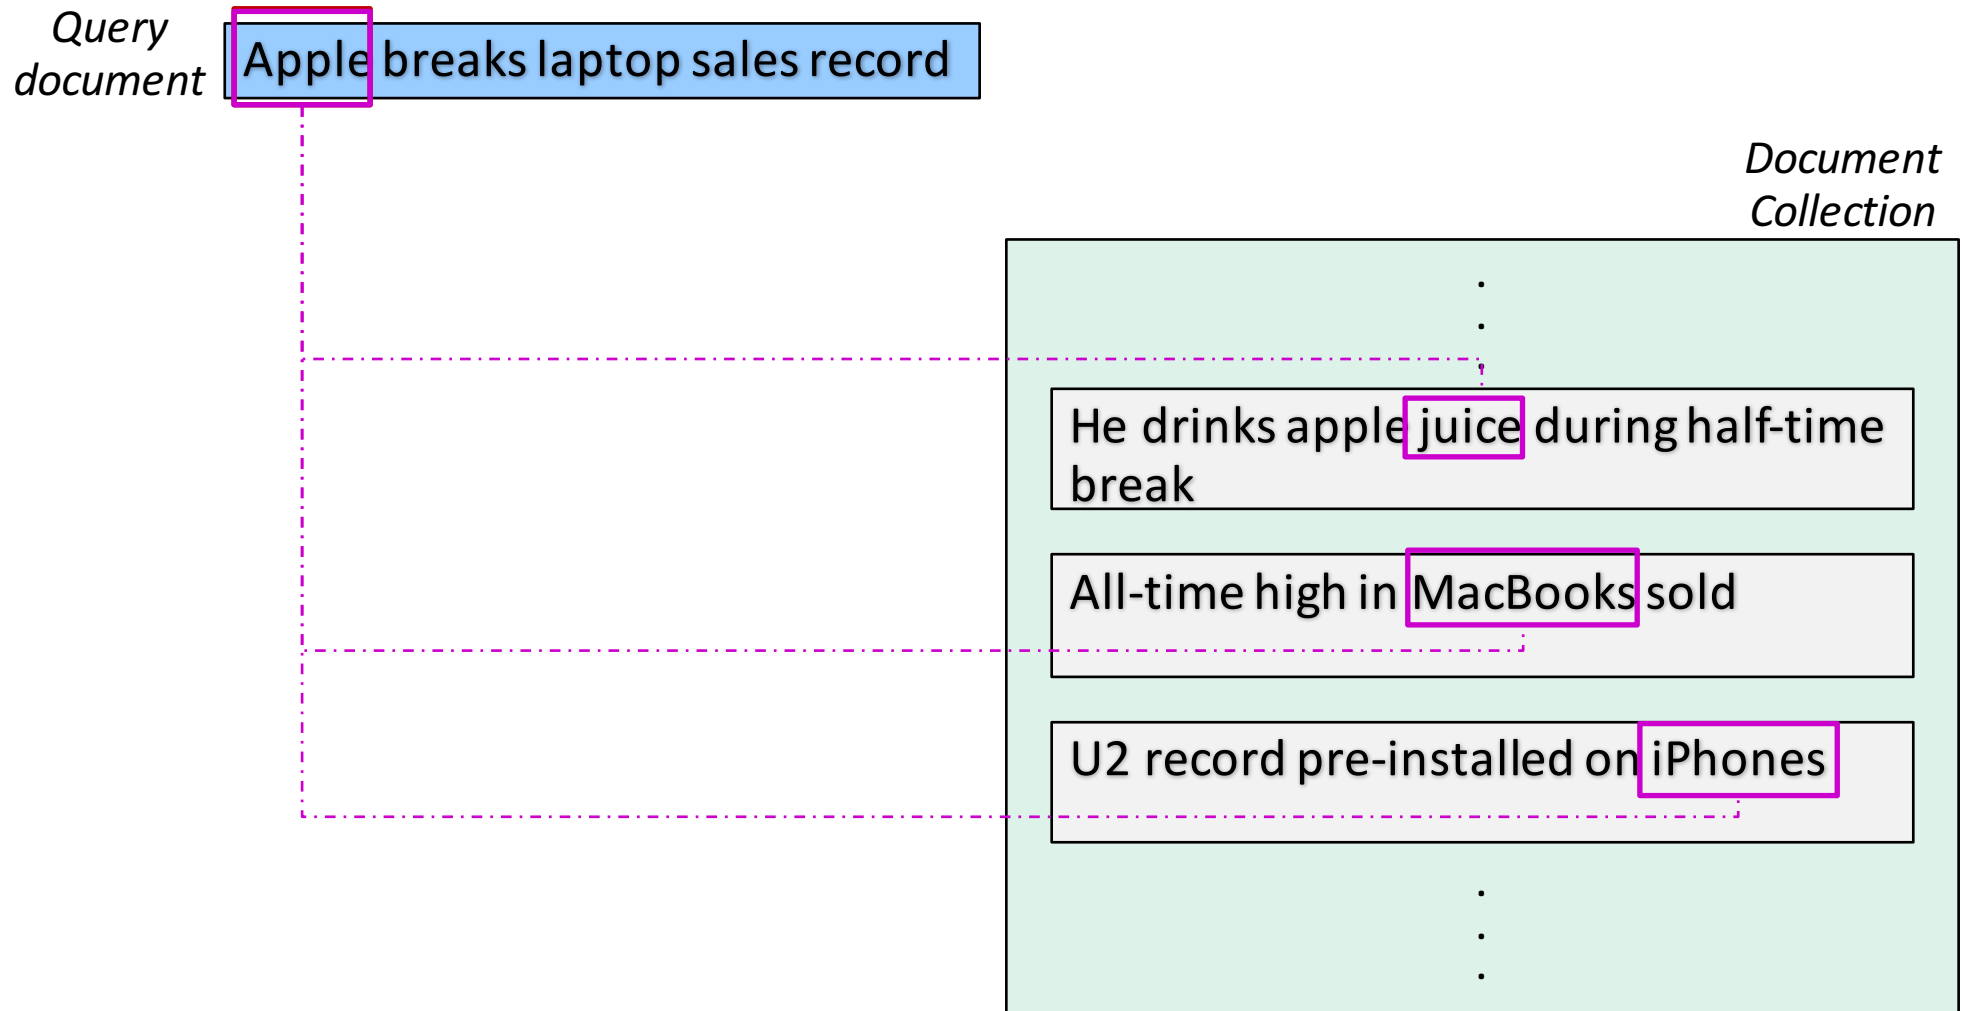 Query
document
Apple breaks laptop sales record
Document
Collection
He drinks apple juice during half-time
break
All-time high in MacBooks sold
U2 record pre-installed on iPhones